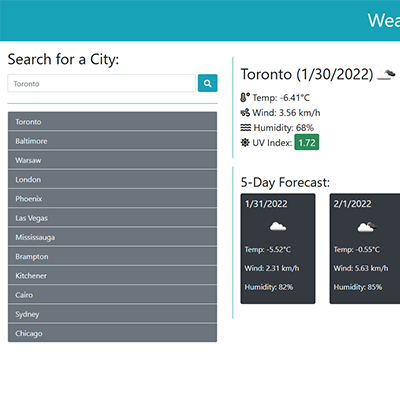 Wea
Search for a City:
Toronto
Toronto
Baltimore
Warsaw
London
Phoenix
Las Vegas
Mississauga
Brampton
Kitchener
Cairo
Sydney
Chicago
Toronto (1/30/2022)
Temp: -6.41°C
Wind: 3.56 km/h
Humidity: 68%
UV Index: 1.72
5-Day Forecast:
1/31/2022
Temp: -5.52°C
Wind: 2.31 km/h
Humidity: 82%
2/1/2022
Temp: -0.55°C
Wind: 5.63 km/h
Humidity: 85%